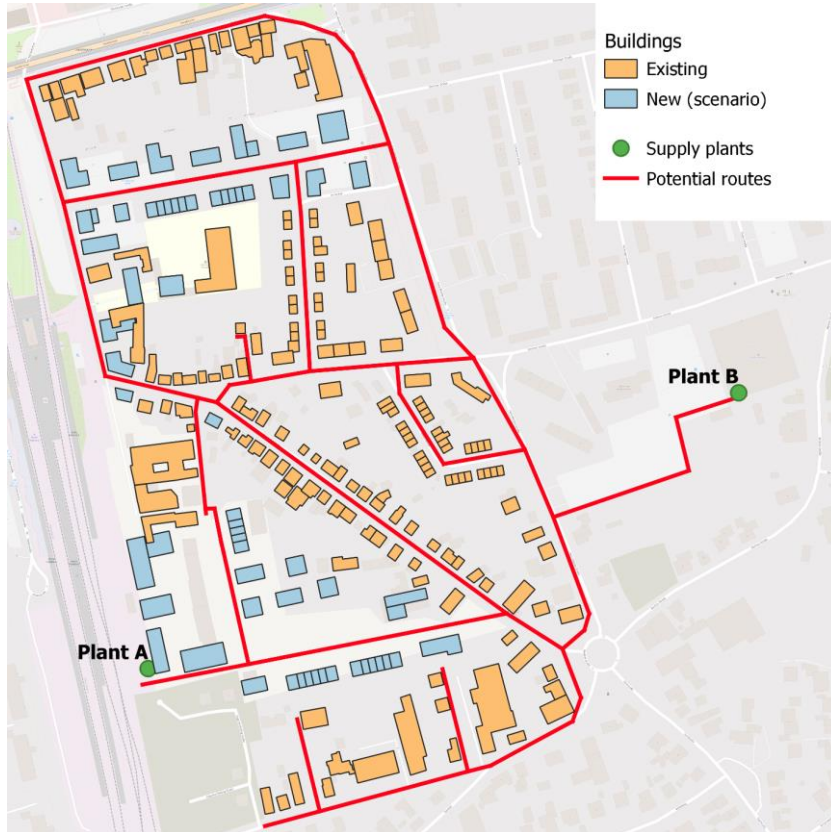 Buildings
Existing
New (scenario)
Supply plants
Potential routes
Plant B
Plant A